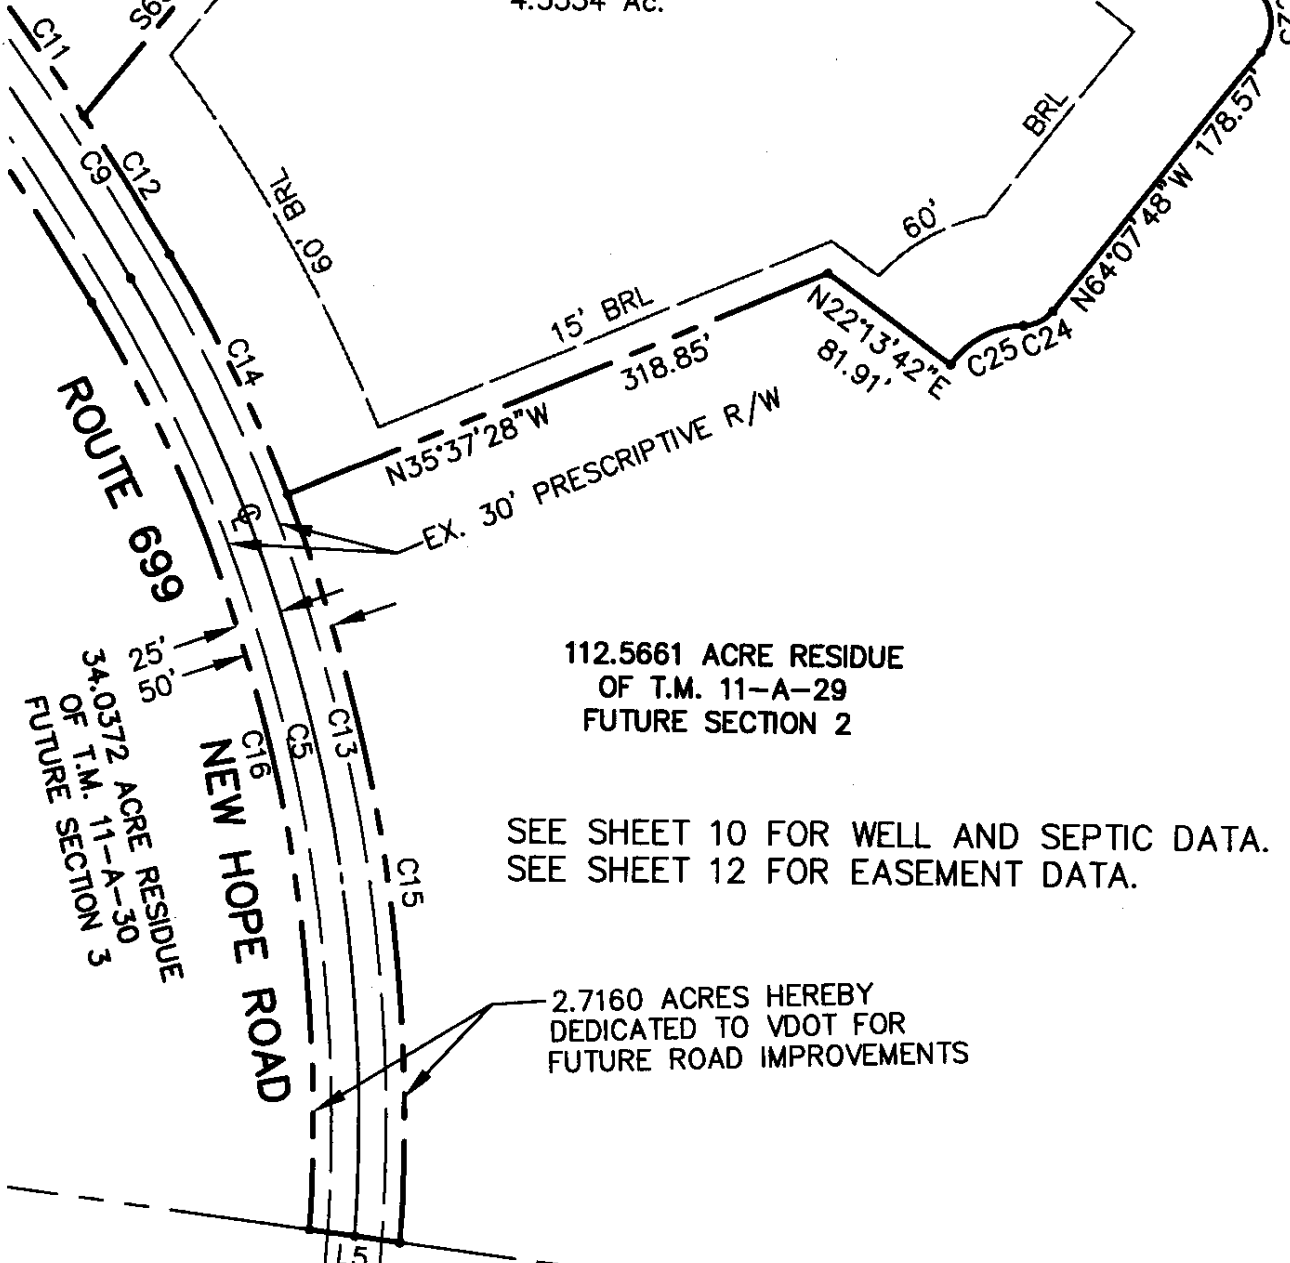 C11
C9
C12
60' BRL
BRL
60'
N64°07'48"W 178.57'
15' BRL
318.85'
N35°37'28"W
N22°13'42"E
81.91'
C25
C24
C14
EX. 30' PRESCRIPTIVE R/W
ROUTE 699
25'
50'
34.0372 ACRE RESIDUE
OF T.M. 11-A-30
FUTURE SECTION 3
112.5661 ACRE RESIDUE
OF T.M. 11-A-29
FUTURE SECTION 2
C16
C5
C13
NEW HOPE ROAD
SEE SHEET 10 FOR WELL AND SEPTIC DATA.
SEE SHEET 12 FOR EASEMENT DATA.
C15
2.7160 ACRES HEREBY
DEDICATED TO VDOT FOR
FUTURE ROAD IMPROVEMENTS
L5